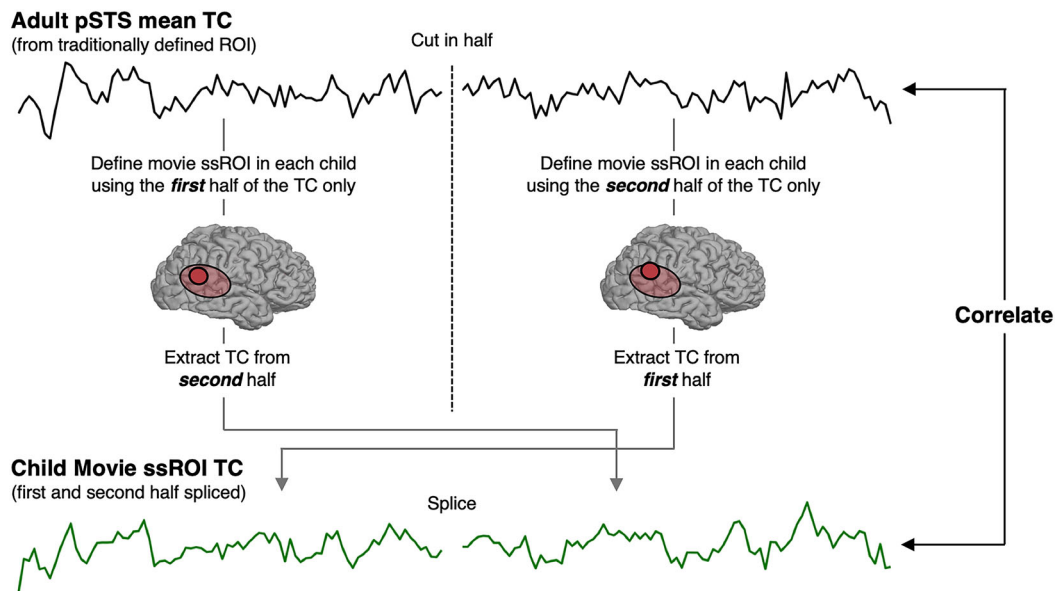 Adult pSTS mean TC
(from traditionally defined ROI)
Cut in half
Define movie ssROI in each child
using the first half of the TC only
Define movie ssROI in each child
using the second half of the TC only
Extract TC from
second half
Extract TC from
first half
Correlate
Child Movie ssROI TC
(first and second half spliced)
Splice